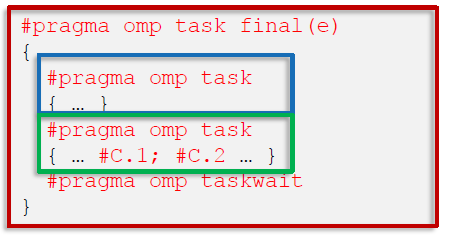 #pragma omp task final(e)
{
#pragma omp task
{ … }
#pragma omp task
{ … #C.1; #C.2 … }
#pragma omp taskwait
}